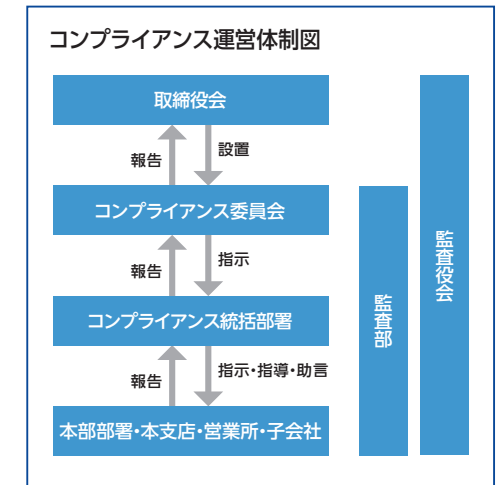 コンプライアンス運営体制図
取締役会
報告
設置
コンプライアンス委員会
報告
指示
コンプライアンス統括部署
報告
指示・指導・助言
本部部署・本支店・営業所・子会社
監査部
監査役会